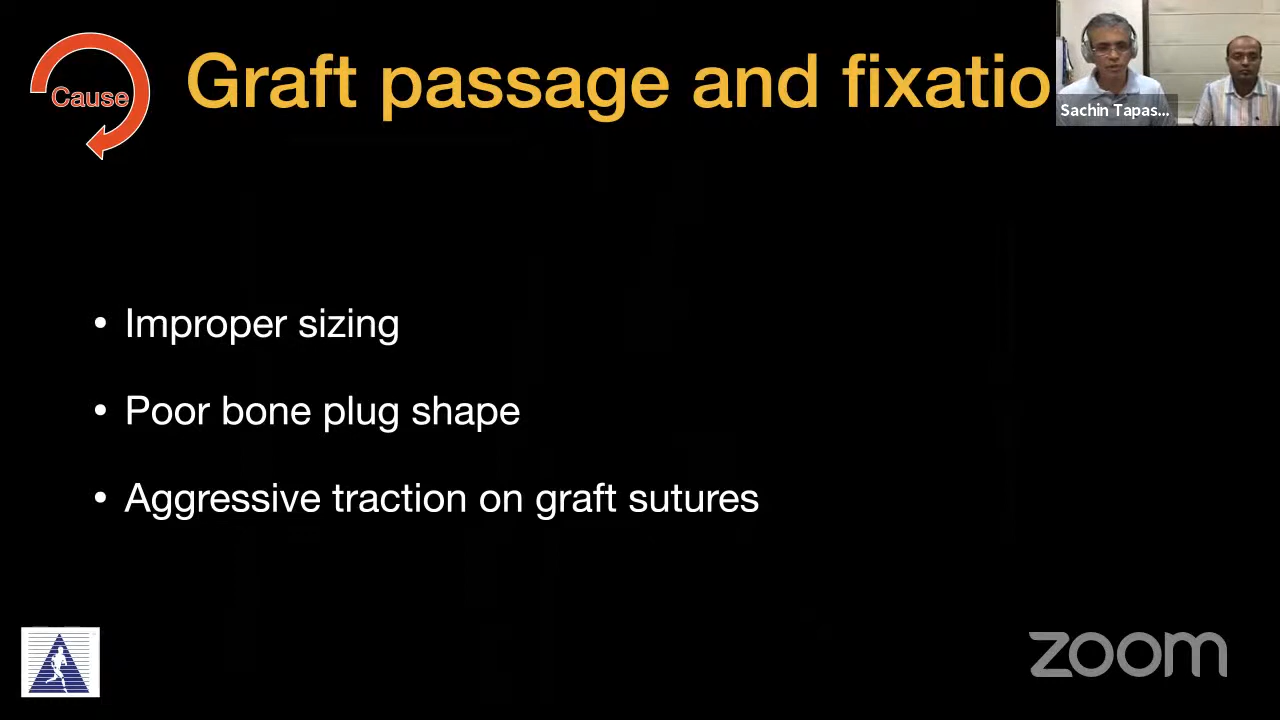 Cause
Graft passage and fixatio
Sachin Tapas...
• Improper sizing
• Poor bone plug shape
• Aggressive traction on graft sutures
zoom